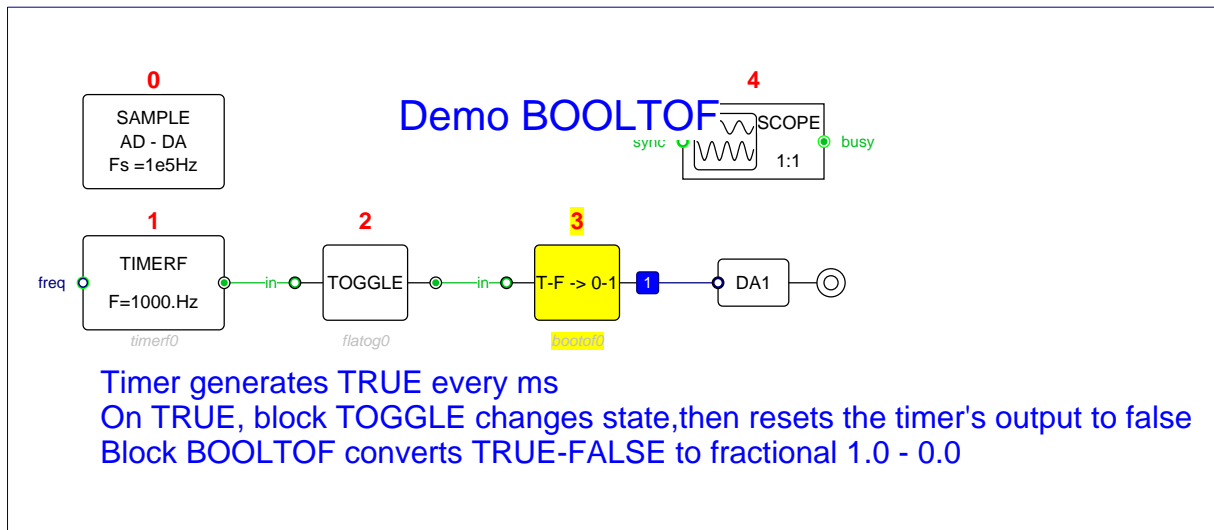 0
4
SAMPLE
AD - DA
Fs =1e5Hz
Demo BOOLTOF
SCOPE
sync
busy
1:1
1
2
3
TIMERF
freq
in
TOGGLE
in
T-F -> 0-1
1
DA1
F=1000.Hz
timerf0
flatog0
bootof0
Timer generates TRUE every ms
On TRUE, block TOGGLE changes state,then resets the timer's output to false
Block BOOLTOF converts TRUE-FALSE to fractional 1.0 - 0.0